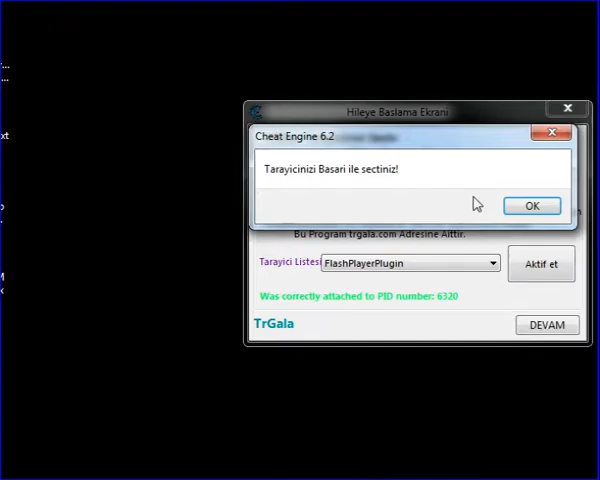 ...
...
xt
Hileye Baslama Ekrani
Cheat Engine 6.2
Tarayicinizi Basari ile sectiniz!
OK
Bu Program trgala.com Adresine Aittir.
Tarayici Listesi
FlashPlayerPlugin
Aktif et
Was correctly attached to PID number: 6320
TrGala
DEVAM